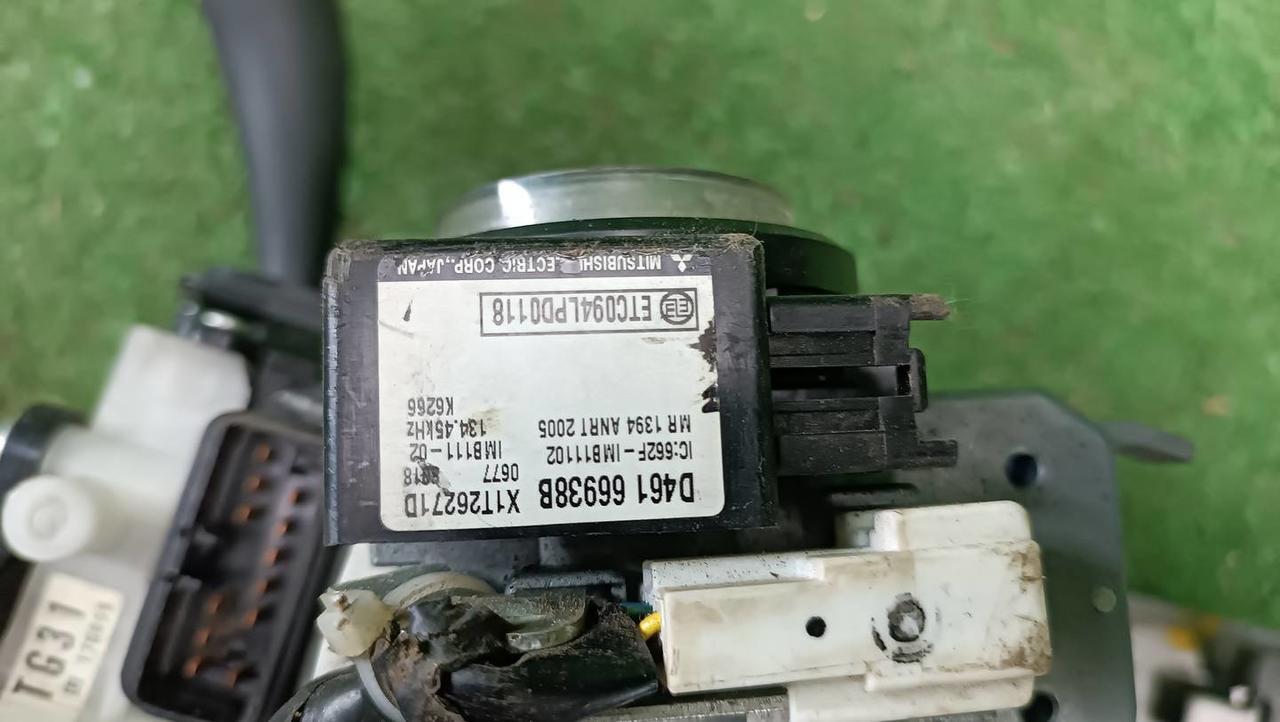 D461 66938B X1T26271D
0677
IC:662F-IMB11102 IMB111-02
MR 1394 ANRT 2005 134.45kHz
K6266
ETC094LPD0118
MITSUBISHI ELECTRIC CORP., JAPAN
TG31